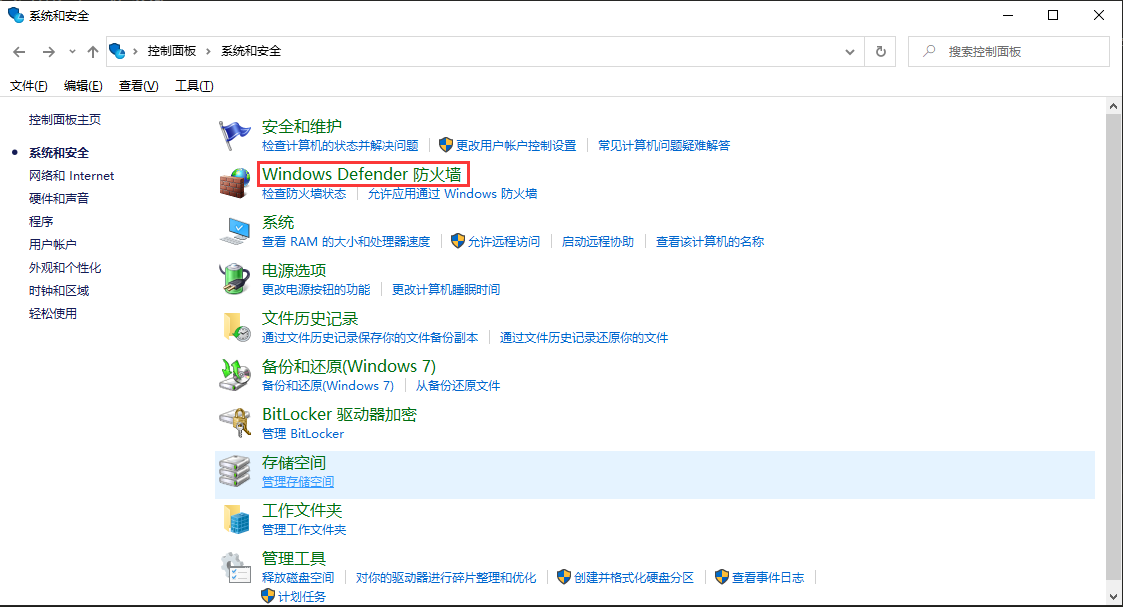 系统和安全
控制面板 › 系统和安全
搜索控制面板
文件(F) 编辑(E) 查看(V) 工具(T)
控制面板主页
系统和安全
网络和 Internet
硬件和声音
程序
用户帐户
外观和个性化
时钟和区域
轻松使用
安全和维护
检查计算机的状态并解决问题 更改用户帐户控制设置 常见计算机问题疑难解答
Windows Defender 防火墙
检查防火墙状态 允许应用通过 Windows 防火墙
系统
查看 RAM 的大小和处理器速度 允许远程访问 启动远程协助 查看该计算机的名称
电源选项
更改电源按钮的功能 更改计算机睡眠时间
文件历史记录
通过文件历史记录保存你的文件备份副本 通过文件历史记录还原你的文件
备份和还原(Windows 7)
备份和还原(Windows 7) 从备份还原文件
BitLocker 驱动器加密
管理 BitLocker
存储空间
管理存储空间
工作文件夹
管理工作文件夹
管理工具
释放磁盘空间 对你的驱动器进行碎片整理和优化 创建并格式化硬盘分区 查看事件日志
计划任务